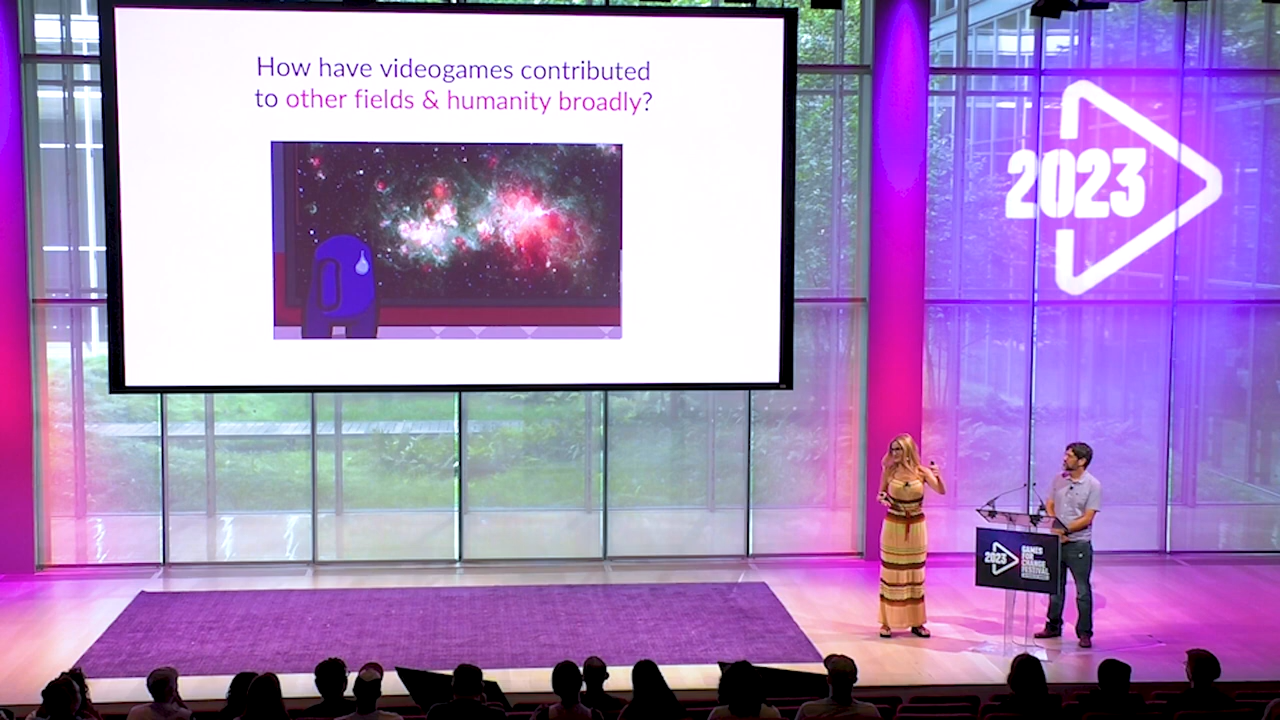 How have videogames contributed
to other fields & humanity broadly?
2023
2023
GAMES
FOR
CHANGE
FESTIVAL